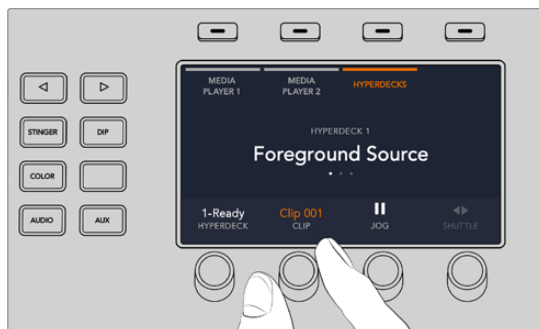 MEDIA
PLAYER 1
MEDIA
PLAYER 2
HYPERDECKS
HYPERDECK 1
Foreground Source
STINGER
DIP
COLOR
AUDIO
AUX
1-Ready
HYPERDECK
Clip 001
CLIP
JOG
SHUTTLE